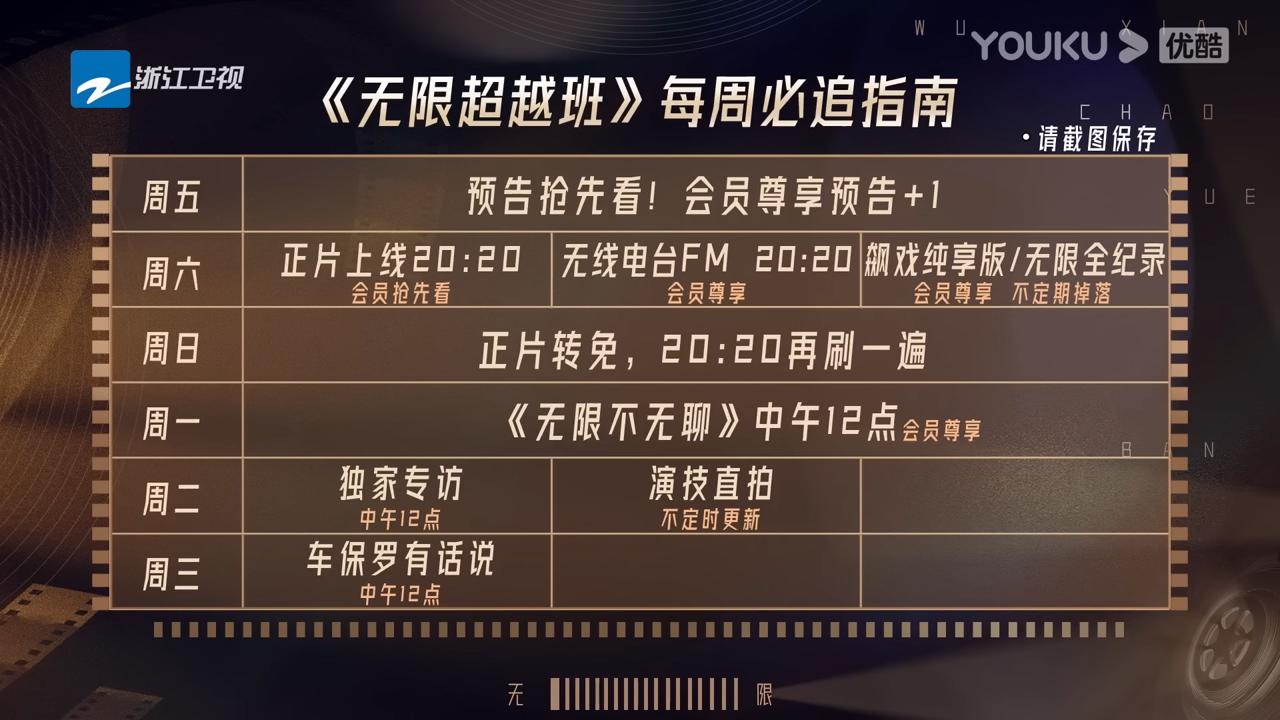 WU XIAN
YOUKU 优酷
浙江卫视
《无限超越班》每周必追指南
CHAO
·请截图保存
周五
预告抢先看！会员尊享预告+1
YUE
周六
正片上线20:20
会员抢先看
无线电台FM 20:20
会员尊享
飙戏纯享版/无限全纪录
会员尊享 不定期掉落
周日
正片转免，20:20再刷一遍
周一
《无限不无聊》中午12点会员尊享
BAN
周二
独家专访
中午12点
演技直拍
不定时更新
周三
车保罗有话说
中午12点
无 限